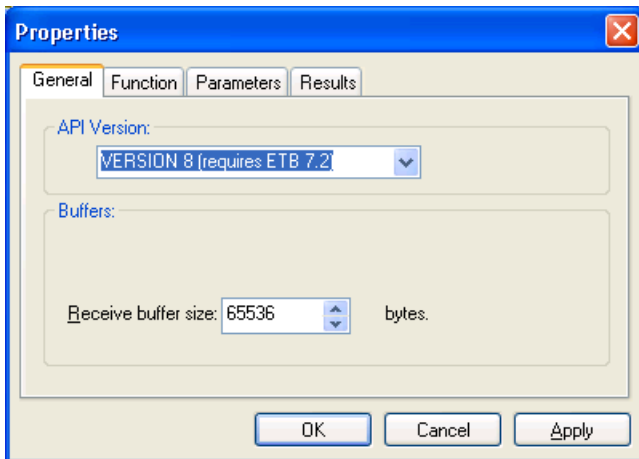 Properties
General Function Parameters Results
API Version:
VERSION 8 (requires ETB 7.2)
Buffers:
Receive buffer size: 65536 bytes.
OK Cancel Apply